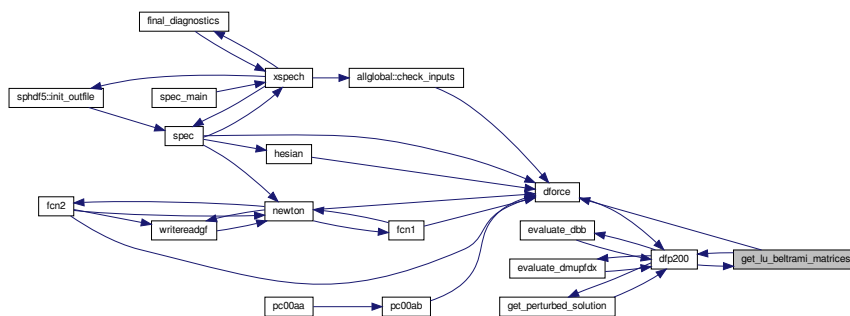 final_diagnostics
xspech
allglobal::check_inputs
sphdf5::init_outfile
spec_main
spec
hesian
dforce
fcn2
newton
writereadgf
fcn1
evaluate_dbb
dfp200
get_lu_beltrami_matrices
evaluate_dmupfdx
pc00aa
pc00ab
get_perturbed_solution